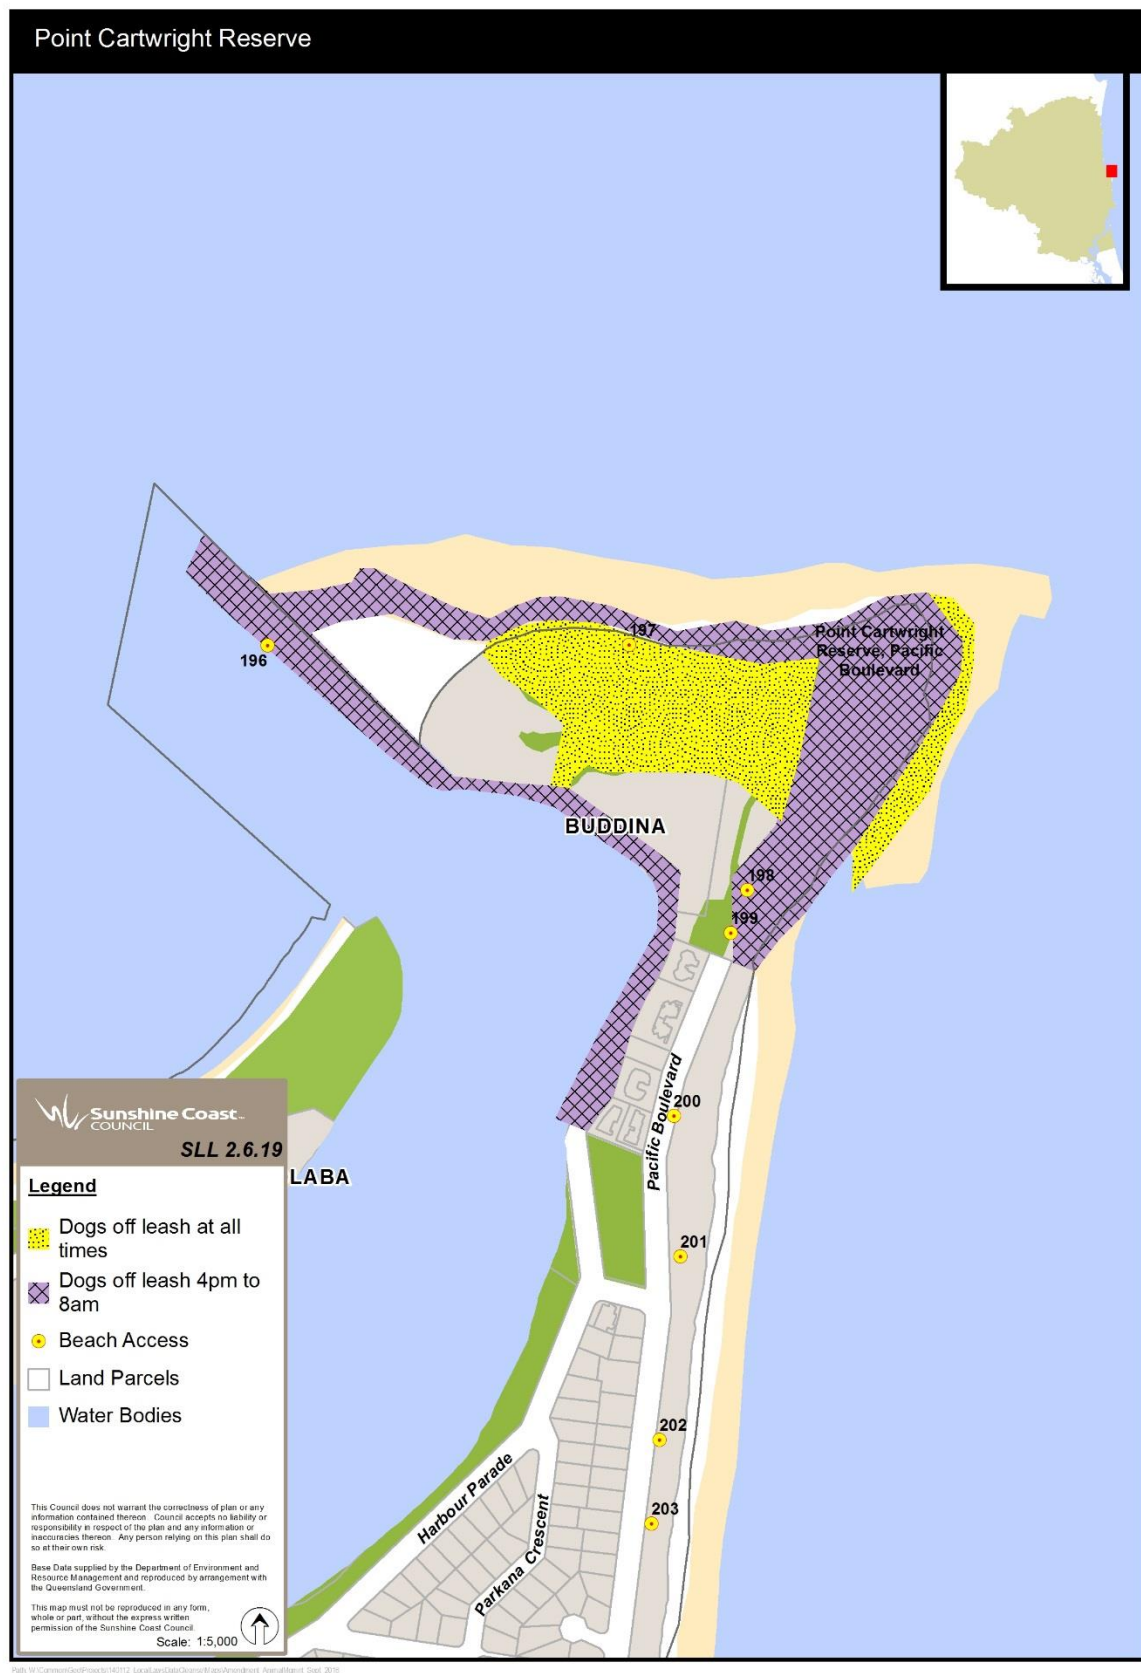 Point Cartwright Reserve
197
Point Cartwright
Reserve, Pacific
Boulevard
196
BUDDINA
198
199
Pacific Boulevard
200
201
202
203
Harbour Parade
Parkana Crescent
LABA
Sunshine Coast
COUNCIL
SLL 2.6.19
Legend
Dogs off leash at all
times
Dogs off leash 4pm to
8am
Beach Access
Land Parcels
Water Bodies
This Council does not warrant the correctness of plan or any
information contained thereon. Council accepts no liability or
responsibility in respect of the plan and any information or
inaccuracies thereon. Any person relying on this plan shall do
so at their own risk.
Base Data supplied by the Department of Environment and
Resource Management and reproduced by arrangement with
the Queensland Government.
This map must not be reproduced in any form,
whole or part, without the express written
permission of the Sunshine Coast Council.
Scale: 1:5,000